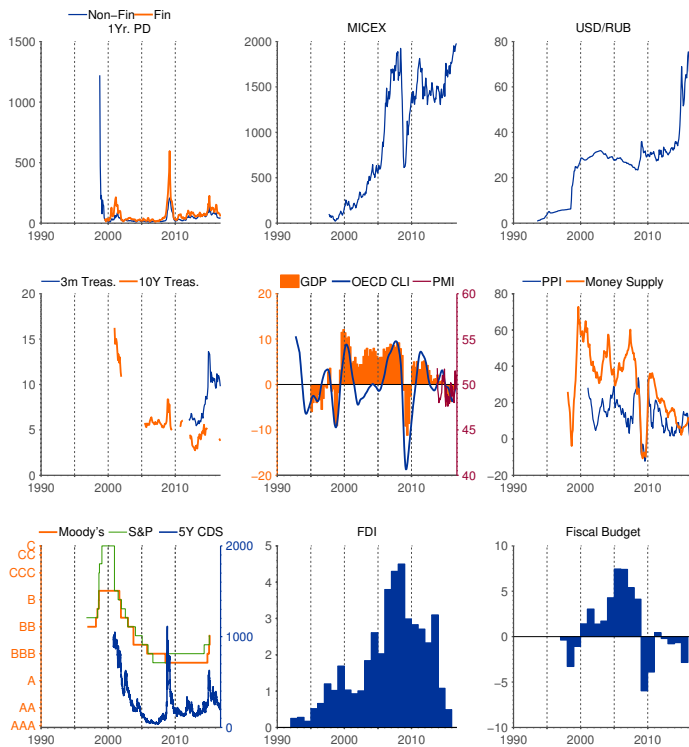 Non-Fin Fin
1Yr. PD
MICEX
USD/RUB
1500
1000
500
0
1990 2000 2010
2000
1500
1000
500
0
1990 2000 2010
80
60
40
20
0
1990 2000 2010
3m Treas. 10Y Treas.
20
15
10
5
0
1990 2000 2010
GDP OECD CLI PMI
20
10
0
-10
-20
60
55
50
45
40
1990 2000 2010
PPI Money Supply
80
60
40
20
0
-20
1990 2000 2010
Moody's S&P 5Y CDS
C
CC
CCC
B
BB
BBB
A
AA
AAA
2000
1000
0
1990 2000 2010
FDI
5
4
3
2
1
0
1990 2000 2010
Fiscal Budget
10
5
0
-5
-10
1990 2000 2010